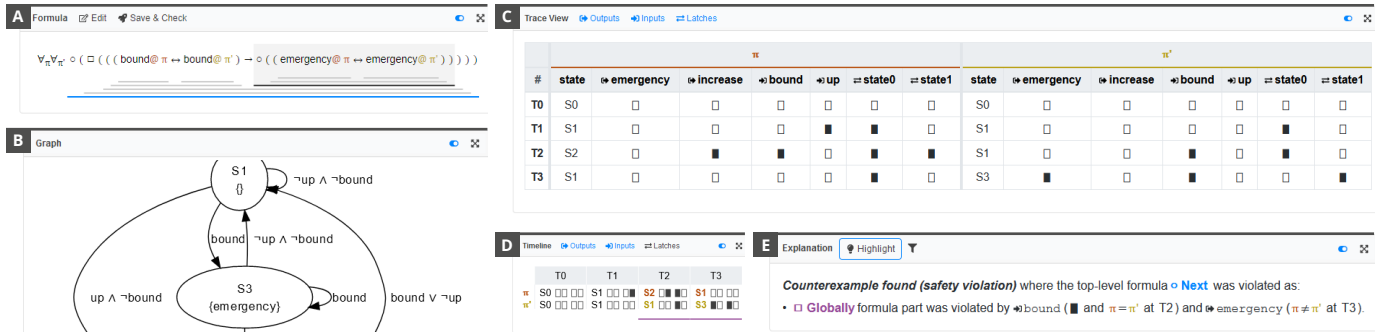 A Formula Edit Save & Check
∀π∀π' ○ ( □ ( ( ( bound@ π ↔ bound@ π' ) → ○ ( ( emergency@ π ↔ emergency@ π' ) ) ) ) )
B Graph
S1
{}
¬up ∧ ¬bound
bound
¬up ∧ ¬bound
S3
{emergency}
bound
up ∧ ¬bound
bound ∨ ¬up
C Trace View Outputs Inputs Latches
π π'
# state emergency increase bound up state0 state1 state emergency increase bound up state0 state1
T0 S0 □ □ □ □ □ □ S0 □ □ □ □ □ □
T1 S1 □ □ □ ■ ■ □ S1 □ □ □ □ ■ □
T2 S2 □ ■ ■ □ ■ ■ S1 □ □ ■ □ ■ □
T3 S1 □ □ □ □ ■ □ S3 ■ □ ■ □ □ ■
D Timeline Outputs Inputs Latches
T0 T1 T2 T3
π S0 S1 S2 S1
π' S0 S1 S1 S3
E Explanation Highlight
Counterexample found (safety violation) where the top-level formula ○ Next was violated as:
• □ Globally formula part was violated by bound (■ and π=π' at T2) and emergency (π≠π' at T3).